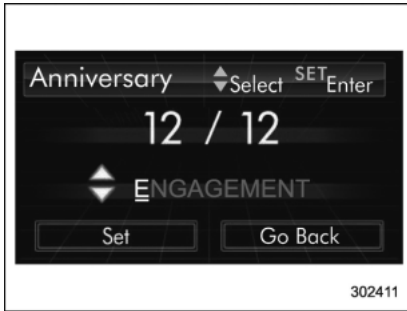 Anniversary Select SET Enter
12 / 12
ENGAGEMENT
Set Go Back
302411